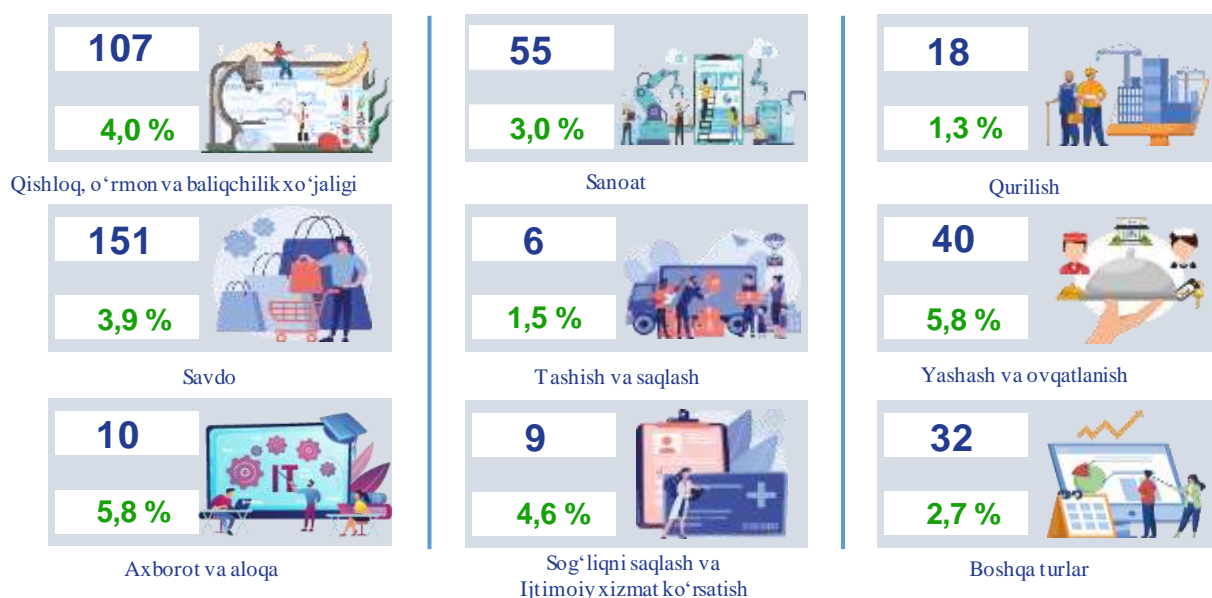 107
4,0 %
Qishloq, o‘rmon va baliqchilik xo‘jaligi
55
3,0 %
Sanoat
18
1,3 %
Qurilish
151
3,9 %
Savdo
6
1,5 %
Tashish va saqlash
40
5,8 %
Yashash va ovqatlanish
10
5,8 %
IT
Axborot va aloqa
9
4,6 %
Sog‘liqni saqlash va
Ijtimoiy xizmat ko‘rsatish
32
2,7 %
Boshqa turlar